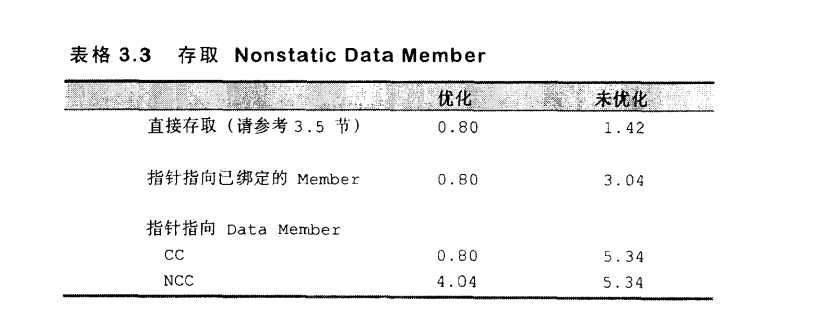 表格 3.3 存取 Nonstatic Data Member
优化 未优化
直接存取（请参考 3.5 节） 0.80 1.42
指针指向已绑定的 Member 0.80 3.04
指针指向 Data Member
CC 0.80 5.34
NCC 4.04 5.34